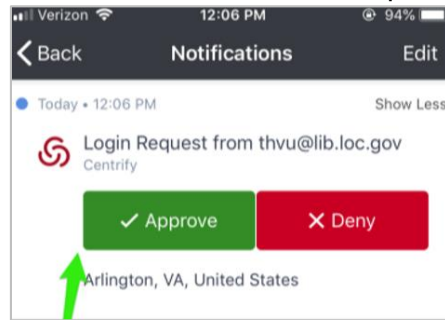 Verizon 12:06 PM 94%
Back Notifications Edit
Today • 12:06 PM Show Less
Login Request from thvu@lib.loc.gov
Centrify
✓ Approve ✕ Deny
Arlington, VA, United States